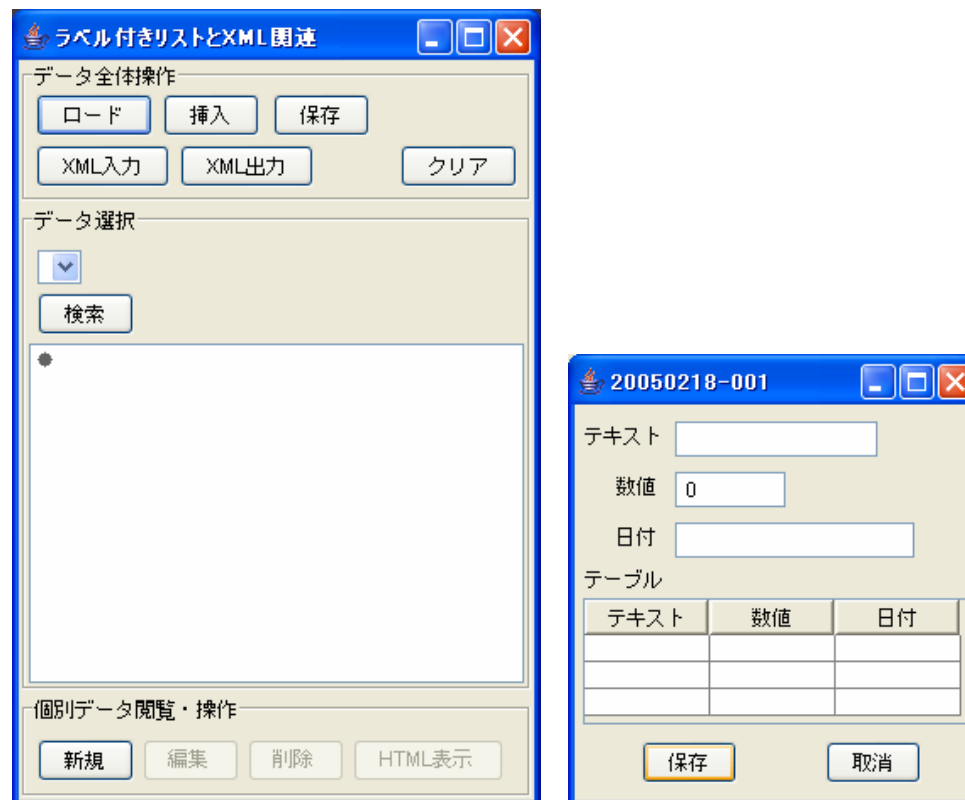 ラベル付きリストとXML関連
データ全体操作
ロード 挿入 保存
XML入力 XML出力 クリア
データ選択
検索
個別データ閲覧・操作
新規 編集 削除 HTML表示
20050218-001
テキスト
数値 0
日付
テーブル
テキスト 数値 日付
保存 取消